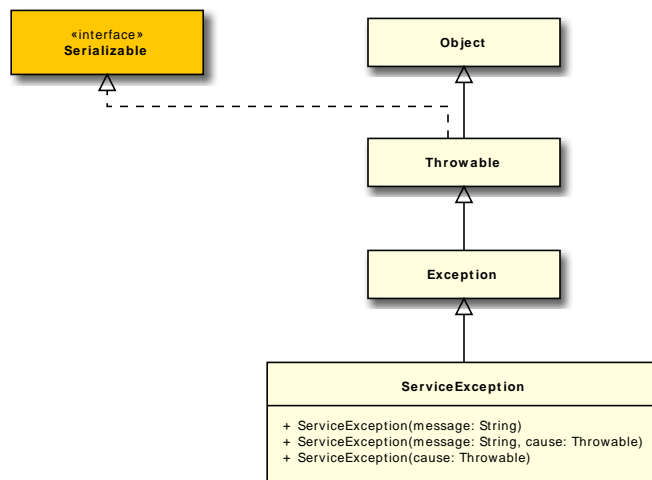 «interface»
Serializable
Object
Throwable
Exception
ServiceException
+ ServiceException(message: String)
+ ServiceException(message: String, cause: Throwable)
+ ServiceException(cause: Throwable)